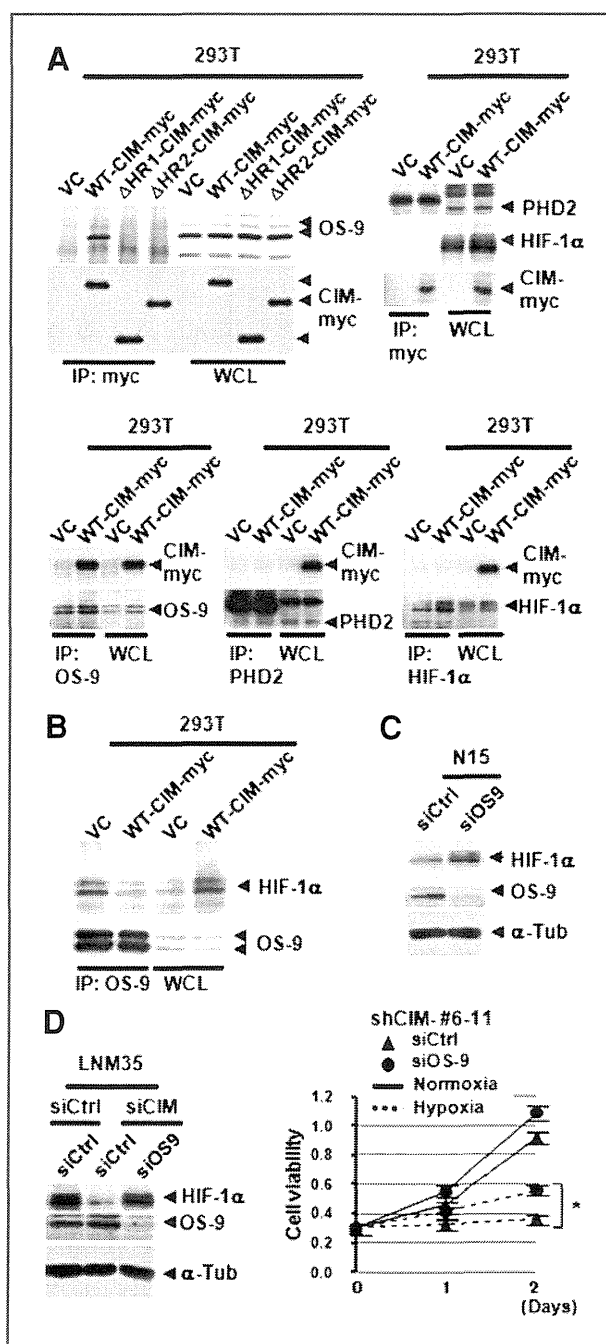 A
293T
VC
WT-CIM-myc
ΔHR1-CIM-myc
ΔHR2-CIM-myc
VC
WT-CIM-myc
ΔHR1-CIM-myc
ΔHR2-CIM-myc
OS-9
CIM-
myc
IP: myc
WCL
293T
VC
WT-CIM-myc
VC
WT-CIM-myc
PHD2
HIF-1α
CIM-
myc
IP:
myc
WCL
293T
VC
WT-CIM-myc
VC
WT-CIM-myc
CIM-
myc
OS-9
IP:
OS-9
WCL
293T
VC
WT-CIM-myc
VC
WT-CIM-myc
CIM-
myc
PHD2
IP:
PHD2
WCL
293T
VC
WT-CIM-myc
VC
WT-CIM-myc
CIM-
myc
HIF-1α
IP:
HIF-1α
WCL
B
293T
VC
WT-CIM-myc
VC
WT-CIM-myc
HIF-1α
OS-9
IP: OS-9
WCL
C
N15
siCtrl
siOS9
HIF-1α
OS-9
α-Tub
D
LNM35
siCtrl
siCIM
siCtrl
siCtrl
siOS9
HIF-1α
OS-9
α-Tub
shCIM-#6-11
siCtrl
siOS-9
Normoxia
Hypoxia
Cell viability
1.2
1.0
0.8
0.6
0.4
0.2
0.0
*
0
1
2
(Days)